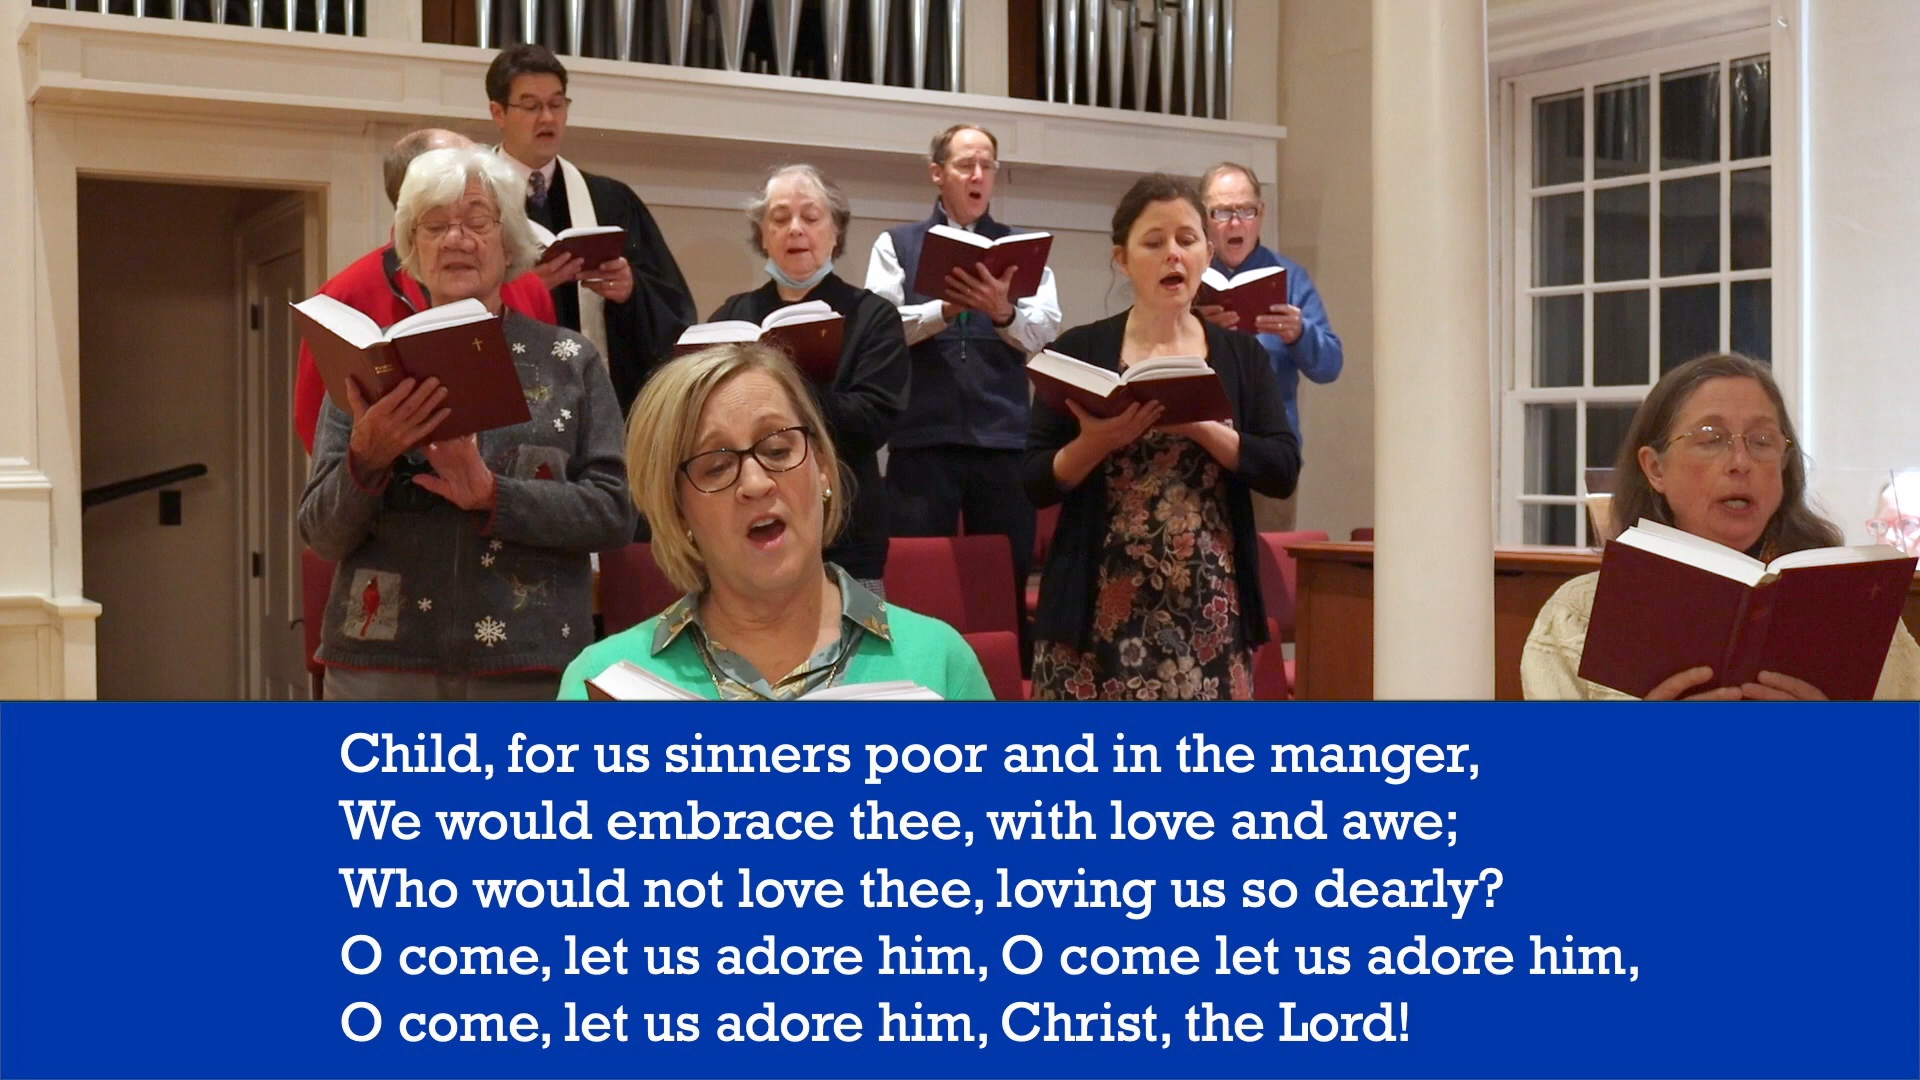 Child, for us sinners poor and in the manger,
We would embrace thee, with love and awe;
Who would not love thee, loving us so dearly?
O come, let us adore him, O come let us adore him,
O come, let us adore him, Christ, the Lord!